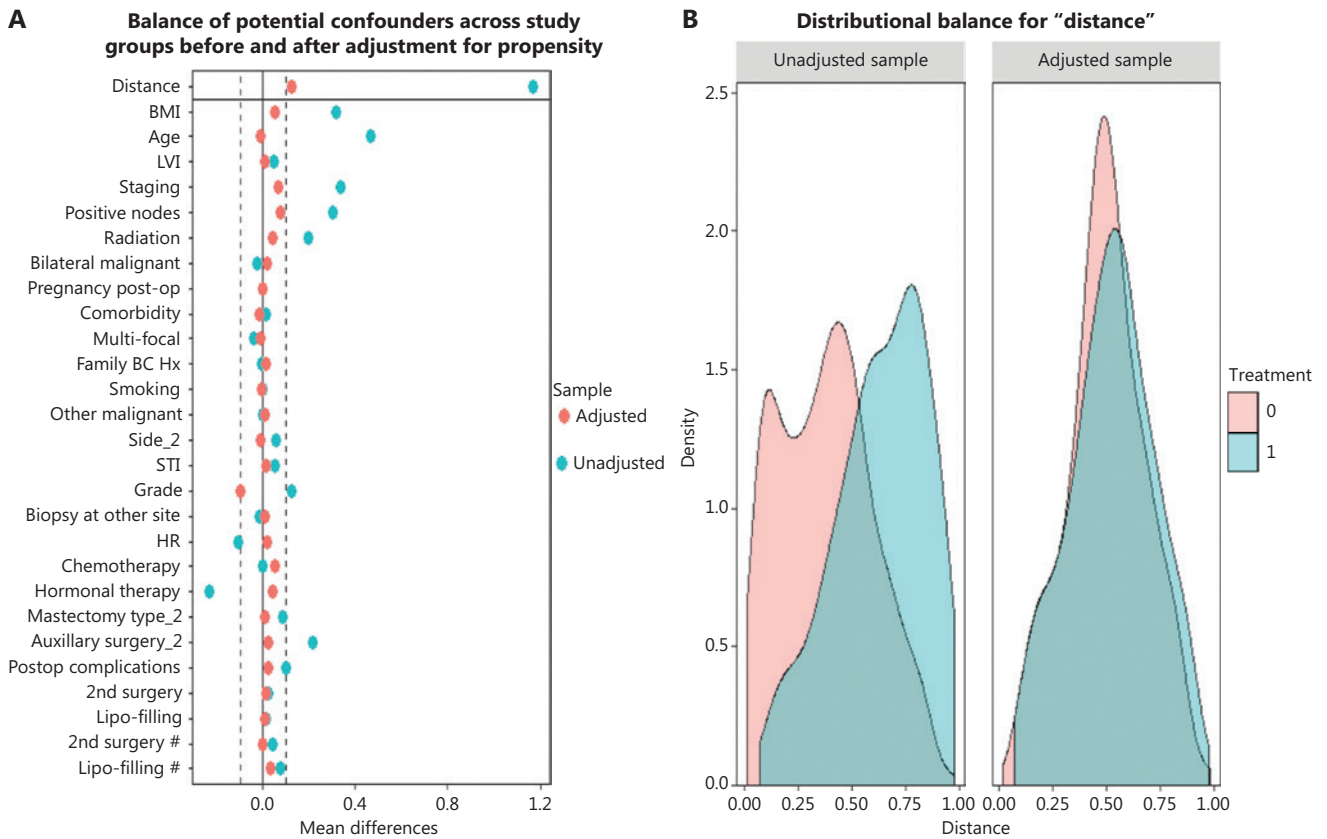 A
Balance of potential confounders across study
groups before and after adjustment for propensity
Distance
BMI
Age
LVI
Staging
Positive nodes
Radiation
Bilateral malignant
Pregnancy post-op
Comorbidity
Multi-focal
Family BC Hx
Smoking
Other malignant
Side_2
STI
Grade
Biopsy at other site
HR
Chemotherapy
Hormonal therapy
Mastectomy type_2
Auxillary surgery_2
Postop complications
2nd surgery
Lipo-filling
2nd surgery #
Lipo-filling #
0.0 0.4 0.8 1.2
Mean differences
Sample
Adjusted
Unadjusted
B
Distributional balance for “distance”
Unadjusted sample Adjusted sample
2.5
2.0
1.5
1.0
0.5
0.0
Density
0.00 0.25 0.50 0.75 1.00 0.00 0.25 0.50 0.75 1.00
Distance
Treatment
0
1